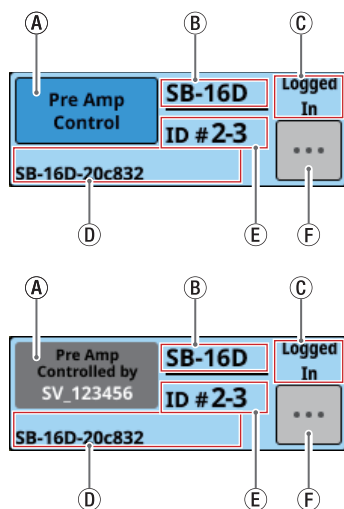 A
B
C
Pre Amp
Control
SB-16D
Logged
In
ID # 2-3
SB-16D-20c832
D
E
F
A
B
C
Pre Amp
Controlled by
SV_123456
SB-16D
Logged
In
ID # 2-3
SB-16D-20c832
D
E
F